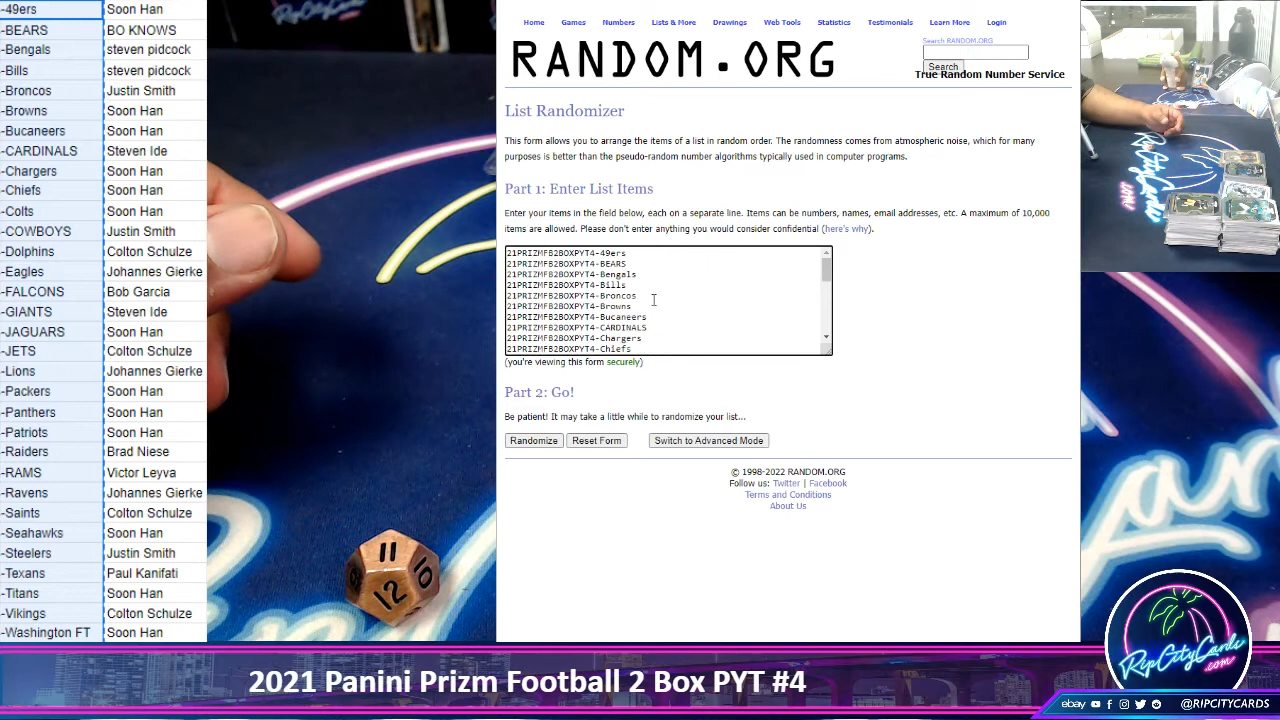 -49ers Soon Han
-BEARS BO KNOWS
-Bengals steven pidcock
-Bills steven pidcock
-Broncos Justin Smith
-Browns Soon Han
-Bucaneers Soon Han
-CARDINALS Steven Ide
-Chargers Soon Han
-Chiefs Soon Han
-Colts Soon Han
-COWBOYS Justin Smith
-Dolphins Colton Schulze
-Eagles Johannes Gierke
-FALCONS Bob Garcia
-GIANTS Steven Ide
-JAGUARS Soon Han
-JETS Colton Schulze
-Lions Johannes Gierke
-Packers Soon Han
-Panthers Soon Han
-Patriots Soon Han
-Raiders Brad Niese
-RAMS Victor Leyva
-Ravens Johannes Gierke
-Saints Colton Schulze
-Seahawks Soon Han
-Steelers Justin Smith
-Texans Paul Kanifati
-Titans Soon Han
-Vikings Colton Schulze
-Washington FT Soon Han
11
12
10
Home Games Numbers Lists & More Drawings Web Tools Statistics Testimonials Learn More Login
RANDOM.ORG
Search RANDOM.ORG
Search
True Random Number Service
List Randomizer
This form allows you to arrange the items of a list in random order. The randomness comes from atmospheric noise, which for many
purposes is better than the pseudo-random number algorithms typically used in computer programs.
Part 1: Enter List Items
Enter your items in the field below, each on a separate line. Items can be numbers, names, email addresses, etc. A maximum of 10,000
items are allowed. Please don't enter anything you would consider confidential (here's why).
21PRIZMFB2BOXPYT4-49ers
21PRIZMFB2BOXPYT4-BEARS
21PRIZMFB2BOXPYT4-Bengals
21PRIZMFB2BOXPYT4-Bills
21PRIZMFB2BOXPYT4-Broncos
21PRIZMFB2BOXPYT4-Browns
21PRIZMFB2BOXPYT4-Bucaneers
21PRIZMFB2BOXPYT4-CARDINALS
21PRIZMFB2BOXPYT4-Chargers
21PRIZMFB2BOXPYT4-Chiefs
(you're viewing this form securely)
Part 2: Go!
Be patient! It may take a little while to randomize your list...
Randomize Reset Form Switch to Advanced Mode
© 1998-2022 RANDOM.ORG
Follow us: Twitter | Facebook
Terms and Conditions
About Us
RipCityCards
.com
RipCityCards
.com
2021 Panini Prizm Football 2 Box PYT #4
ebay @RIPCITYCARDS